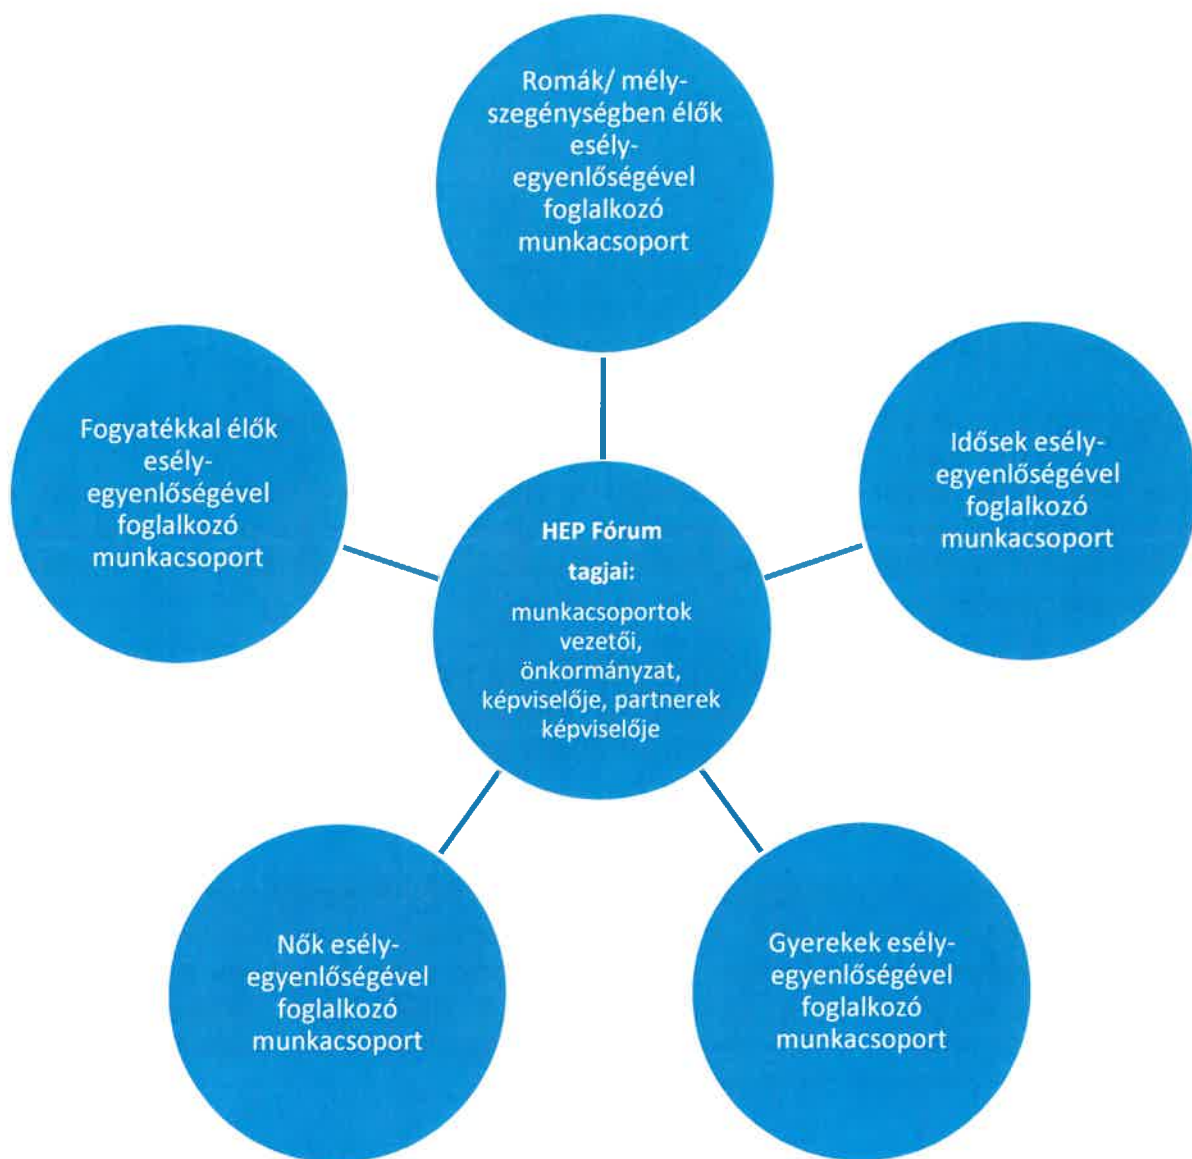 Romák/ mély-
szegénységben élők
esély-
egyenlőségével
foglalkozó
munkacsoport
Fogyatékkal élők
esély-
egyenlőségével
foglalkozó
munkacsoport
Idősek esély-
egyenlőségével
foglalkozó
munkacsoport
HEP Fórum
tagjai:
munkacsoportok
vezetői,
önkormányzat,
képviselője, partnerek
képviselője
Nők esély-
egyenlőségével
foglalkozó
munkacsoport
Gyerekek esély-
egyenlőségével
foglalkozó
munkacsoport